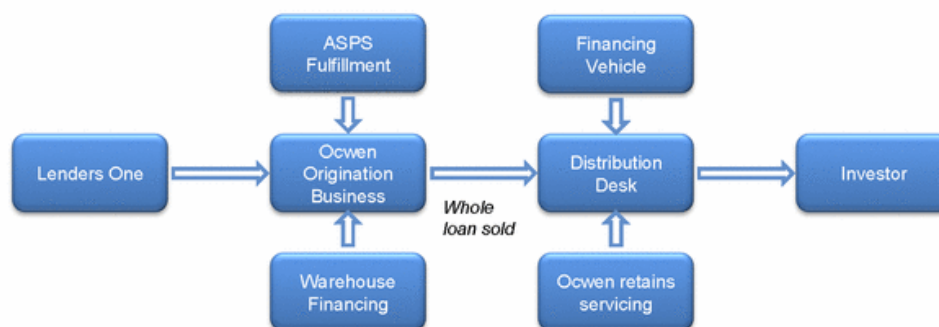 ASPS
Fulfillment
Financing
Vehicle
Lenders One
Ocwen
Origination
Business
Whole
loan sold
Distribution
Desk
Investor
Warehouse
Financing
Ocwen retains
servicing